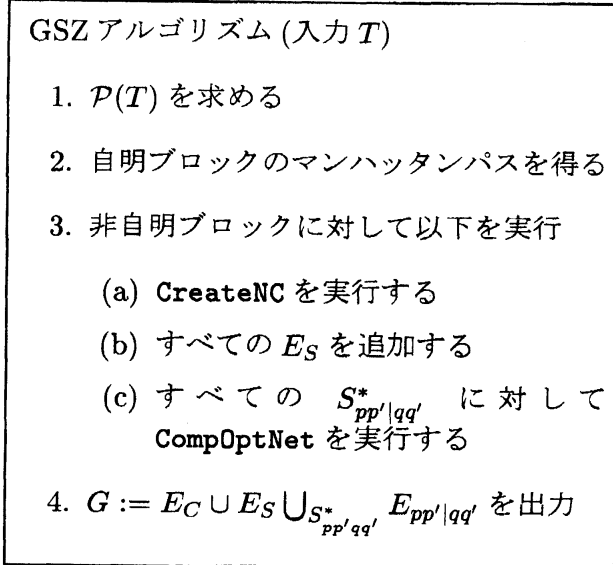 GSZ アルゴリズム (入力 T)
1. 𝒫(T) を求める
2. 自明ブロックのマンハッタンパスを得る
3. 非自明ブロックに対して以下を実行
(a) CreateNC を実行する
(b) すべての E_S を追加する
(c) すべての S^*_{pp'|qq'} に対して
CompOptNet を実行する
4. G := E_C ∪ E_S ⋃_{S^*_{pp'qq'}} E_{pp'|qq'} を出力